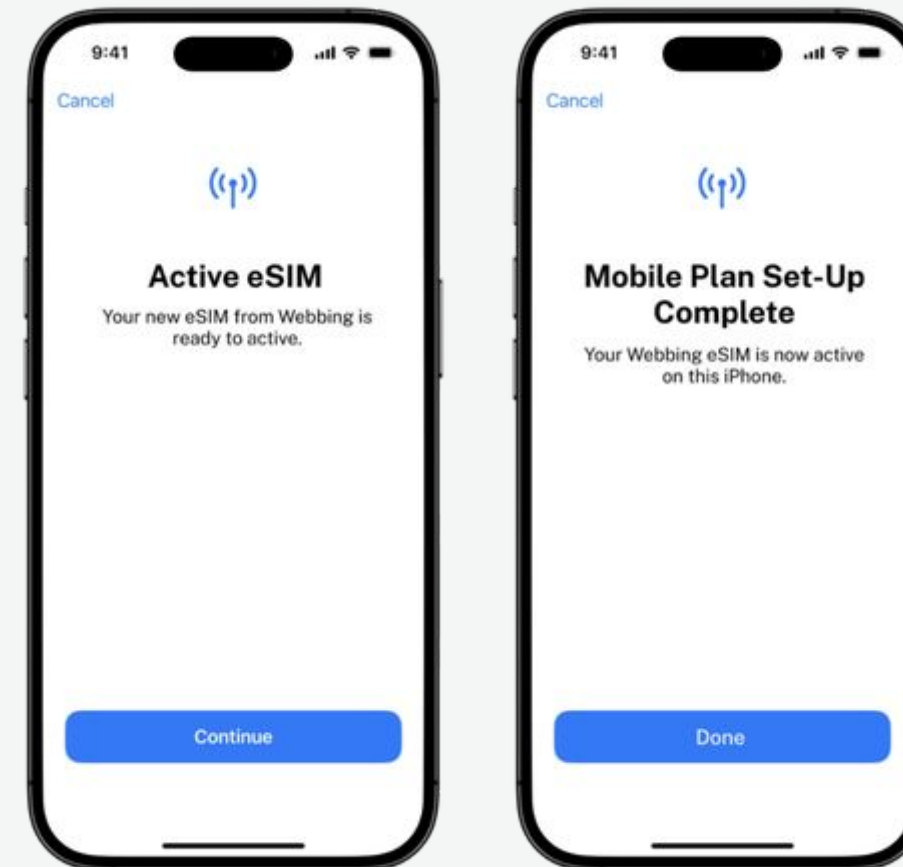 9:41
Cancel
Active eSIM
Your new eSIM from Webbing is
ready to active.
Continue
9:41
Cancel
Mobile Plan Set-Up
Complete
Your Webbing eSIM is now active
on this iPhone.
Done